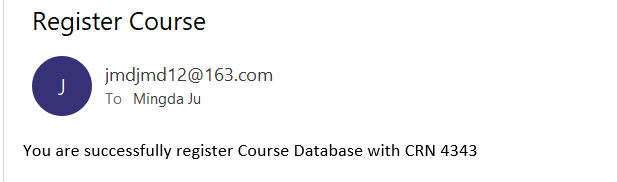 Register Course
J
jmdjmd12@163.com
To Mingda Ju
You are successfully register Course Database with CRN 4343